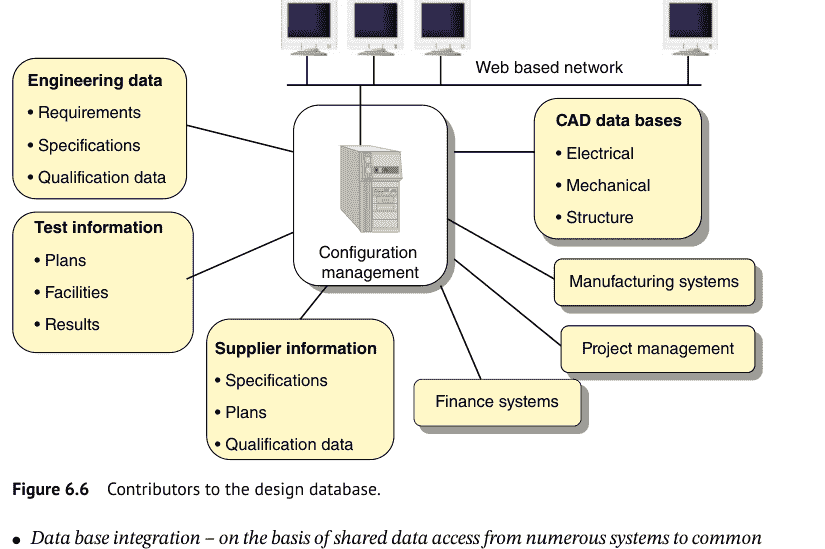 Web based network
Engineering data
• Requirements
• Specifications
• Qualification data
CAD data bases
• Electrical
• Mechanical
• Structure
Test information
• Plans
• Facilities
• Results
Configuration
management
Manufacturing systems
Project management
Supplier information
• Specifications
• Plans
• Qualification data
Finance systems
Figure 6.6 Contributors to the design database.
• Data base integration – on the basis of shared data access from numerous systems to common